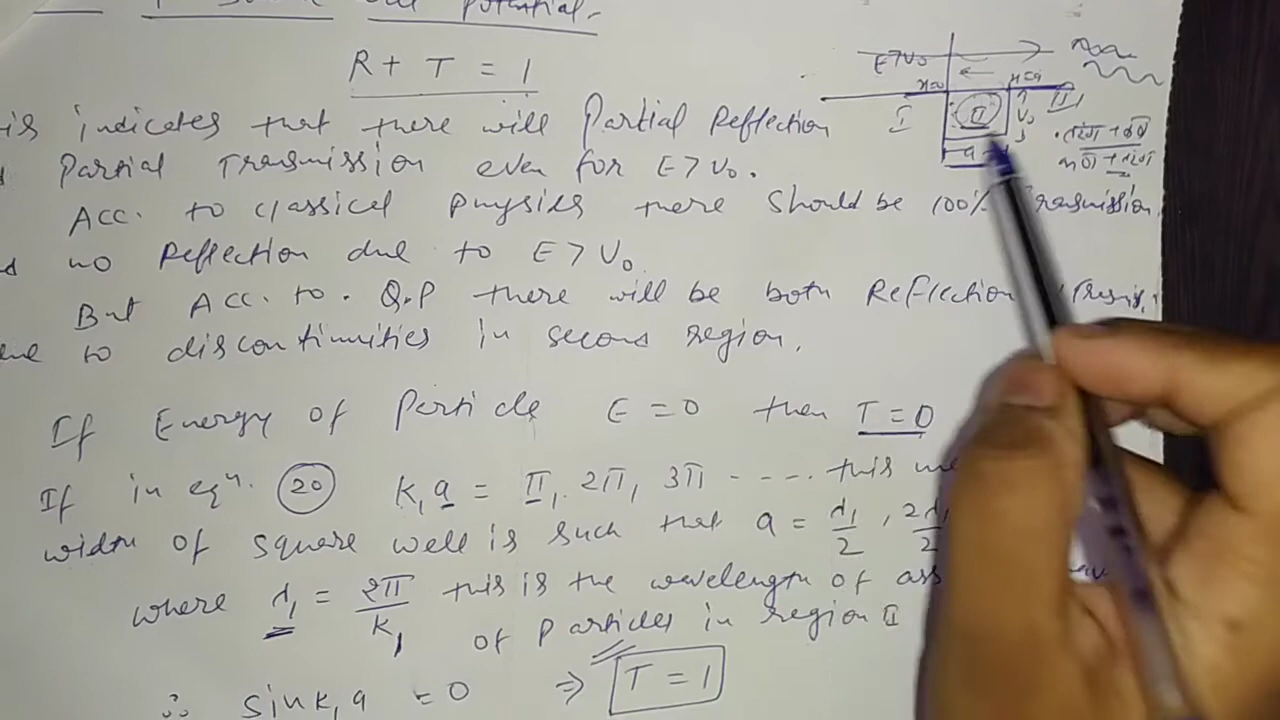 Potential.
R + T = 1
indicates that there will Partial Reflection
Partial Transmission even for E > V₀.
Acc. to classical Physics there should be 100% Transmission
no Reflection due to E > V₀
But Acc. to. Q.P there will be both Reflection
to discontinuities in second region.
If Energy of Particle E = 0 then T = 0
If in eqⁿ. (20) K₁a = π, 2π, 3π ----- this
width of square well is such that a = λ₁/2, 2λ₁/2
where λ₁ = 2π/K₁ this is the wavelength of
of Particles in region II
∴ sin K₁a = 0 ⇒ T = 1
E > V₀
x=0
x=a
I
II
V₀
a